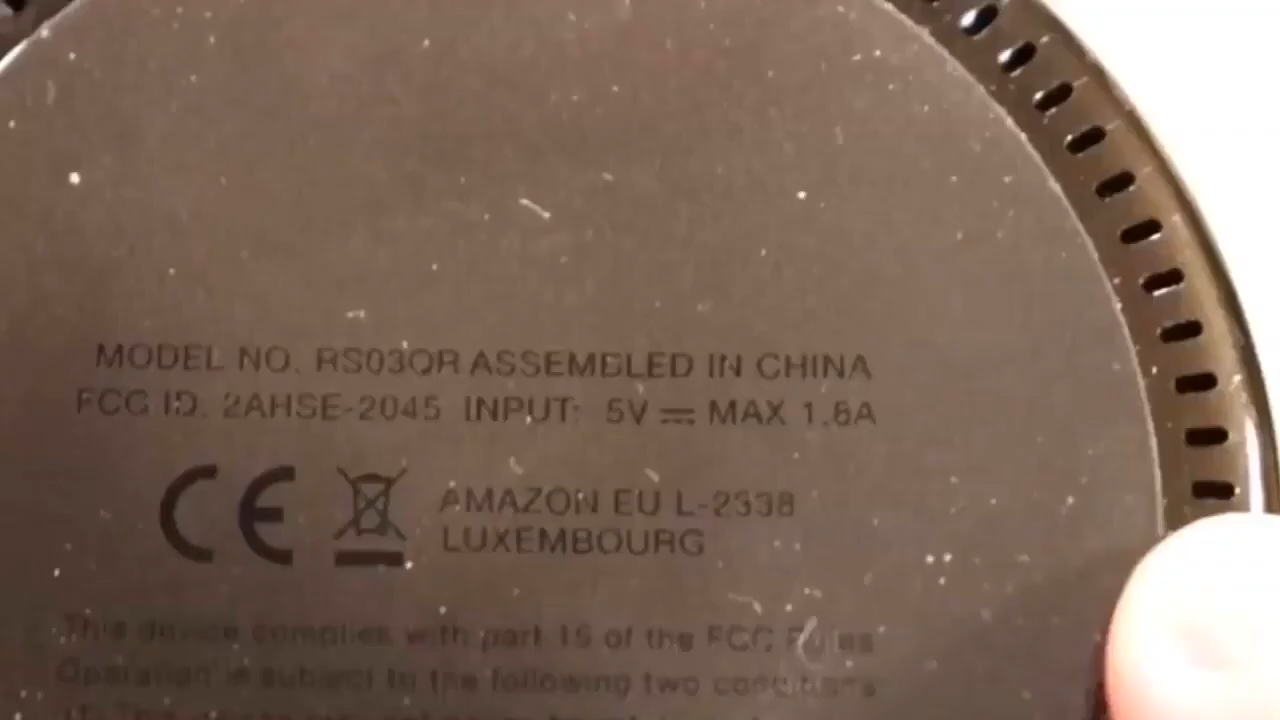 MODEL NO. RS03QR ASSEMBLED IN CHINA
FCC ID. 2AHSE-2045 INPUT: 5V ⎓ MAX 1.8A
CE AMAZON EU L-2338
LUXEMBOURG
This device complies with part 15 of the FCC Rules
Operation is subject to the following two conditions